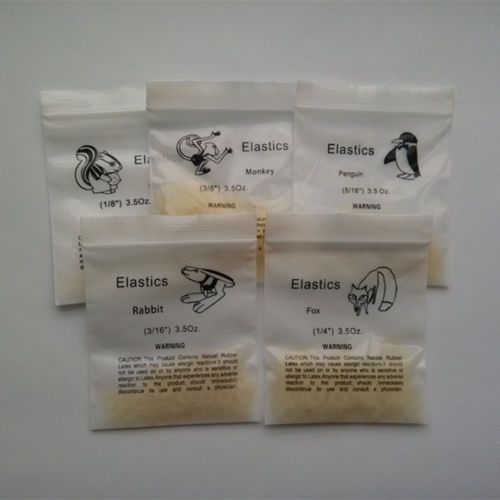 Elastics
Monkey
(3/8") 3.5Oz.
WARNING
Elastics
Penguin
(5/16") 3.5 Oz.
WARNING
(1/8") 3.5Oz.
Elastics
Rabbit
(3/16") 3.5Oz.
WARNING
CAUTION: This Product Contains Natural Rubber
Latex which may cause allergic reactions.It should
not be used on or by anyone who is sensitive or
allergic to Latex.Anyone that experiences any adverse
reaction to the product, should immediately
discontinue its use and consult a physician.
Elastics
Fox
(1/4") 3.5Oz.
WARNING
CAUTION: This Product Contains Natural Rubber
Latex which may cause allergic reactions.It should
not be used on or by anyone who is sensitive or
allergic to Latex.Anyone that experiences any adverse
reaction to the product, should immediately
discontinue its use and consult a physician.